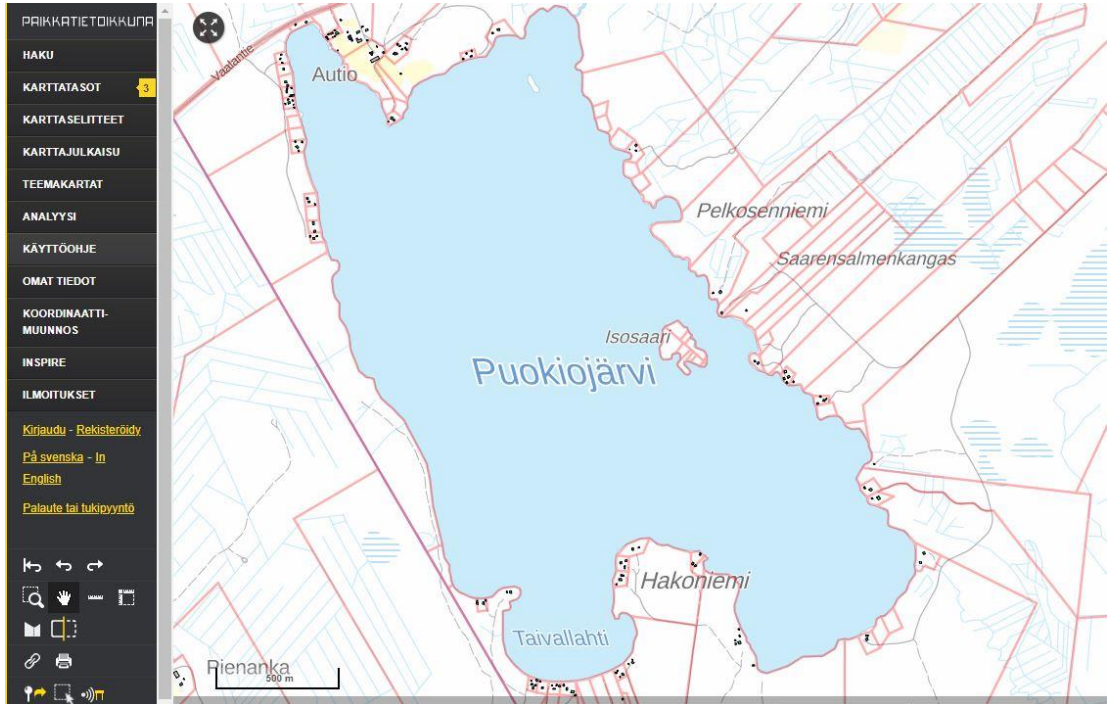 PAIKKATIETOIKKUNA
HAKU
KARTTATASOT 3
KARTTASELITTEET
KARTTAJULKAISU
TEEMAKARTAT
ANALYYSI
KÄYTTÖOHJE
OMAT TIEDOT
KOORDINAATTI-
MUUNNOS
INSPIRE
ILMOITUKSET
Kirjaudu - Rekisteröidy
På svenska - In
English
Palaute tai tukipyyntö
Vaalantie
Autio
Pelkosenniemi
Saarensalmenkangas
Isosaari
Puokiojärvi
Hakoniemi
Taivallahti
Pienanka
500 m